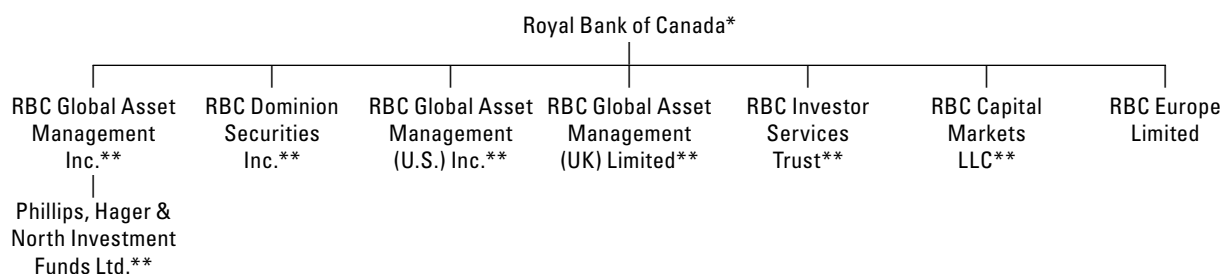 Royal Bank of Canada*
RBC Global Asset
Management
Inc.**
RBC Dominion
Securities
Inc.**
RBC Global Asset
Management
(U.S.) Inc.**
RBC Global Asset
Management
(UK) Limited**
RBC Investor
Services
Trust**
RBC Capital
Markets
LLC**
RBC Europe
Limited
Phillips, Hager &
North Investment
Funds Ltd.**